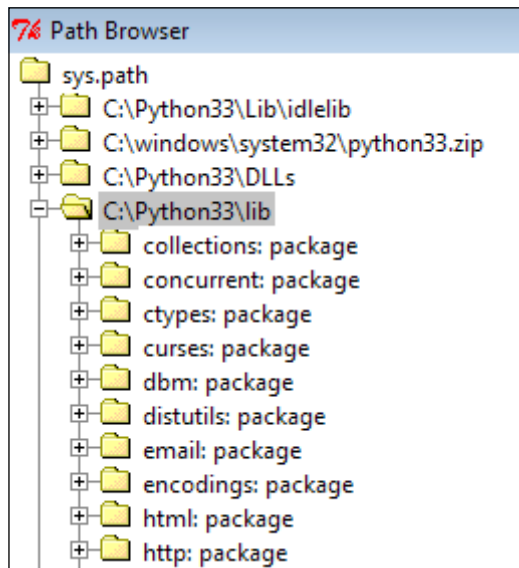 Path Browser
sys.path
C:\Python33\Lib\idlelib
C:\windows\system32\python33.zip
C:\Python33\DLLs
C:\Python33\lib
collections: package
concurrent: package
ctypes: package
curses: package
dbm: package
distutils: package
email: package
encodings: package
html: package
http: package